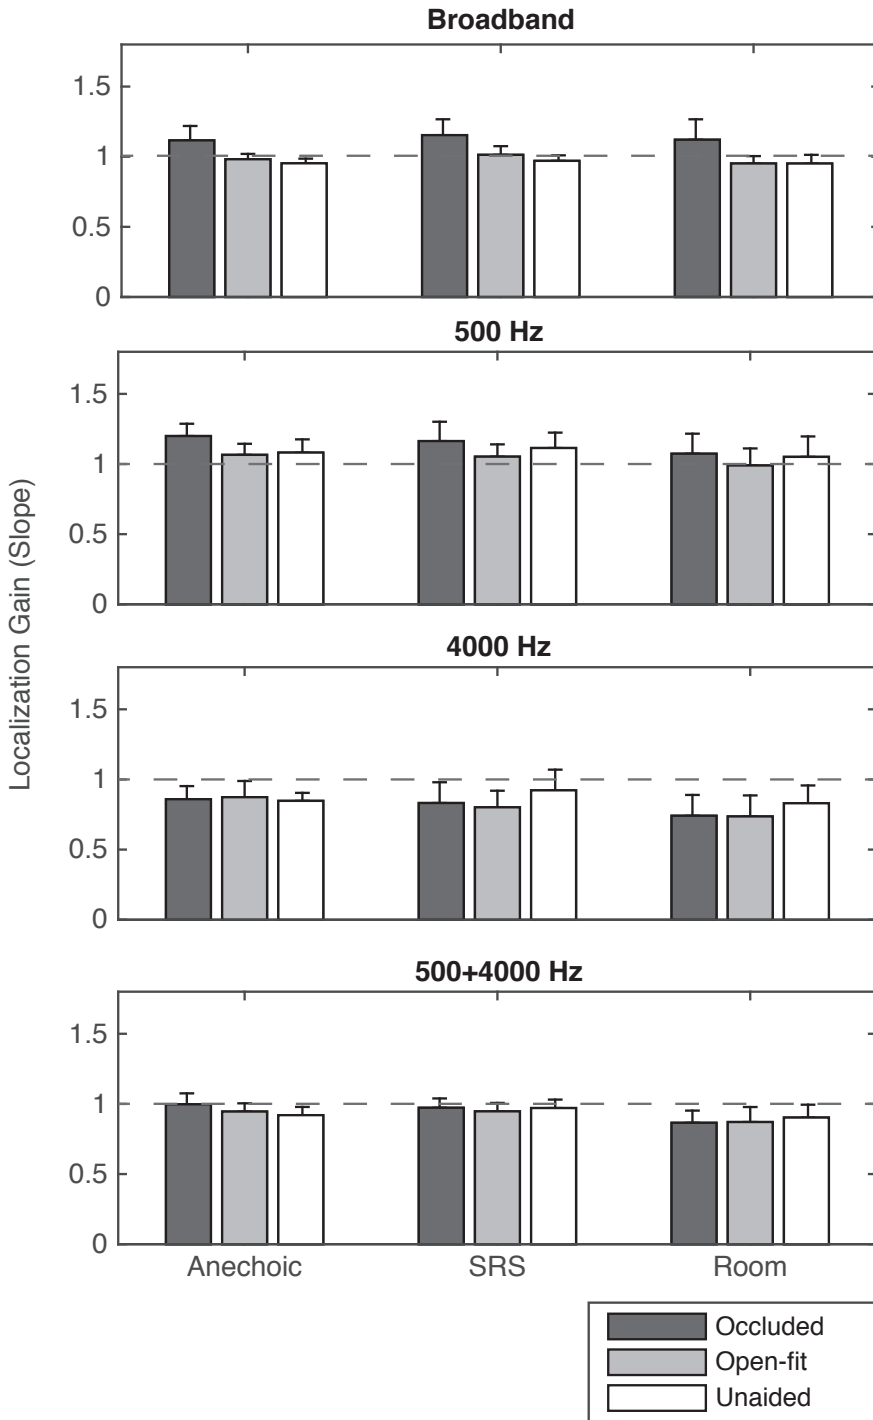 Broadband
1.5
1
0.5
0
500 Hz
1.5
1
0.5
0
4000 Hz
1.5
1
0.5
0
500+4000 Hz
1.5
1
0.5
0
Localization Gain (Slope)
Anechoic SRS Room
Occluded
Open-fit
Unaided